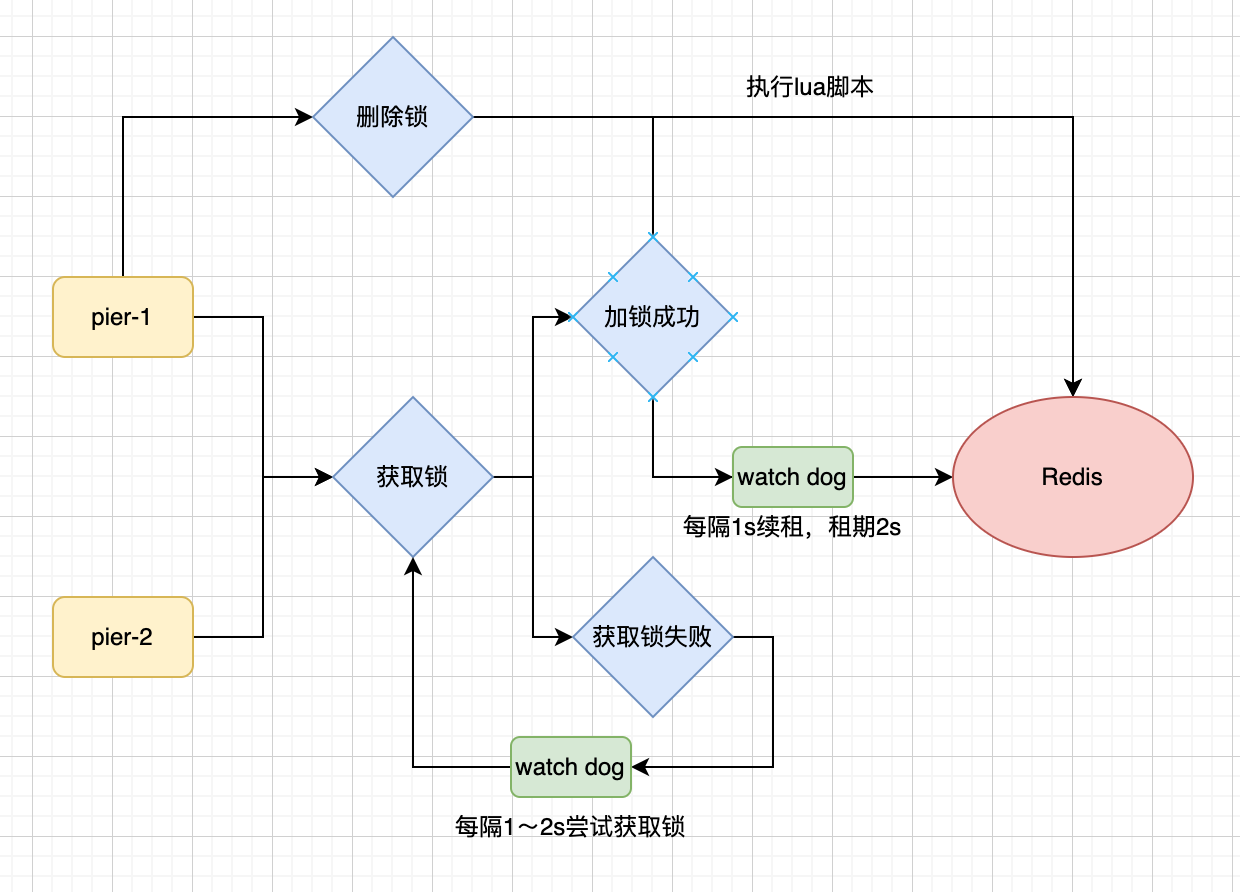 执行lua脚本
删除锁
pier-1
加锁成功
获取锁
watch dog
Redis
每隔1s续租，租期2s
pier-2
获取锁失败
watch dog
每隔1～2s尝试获取锁